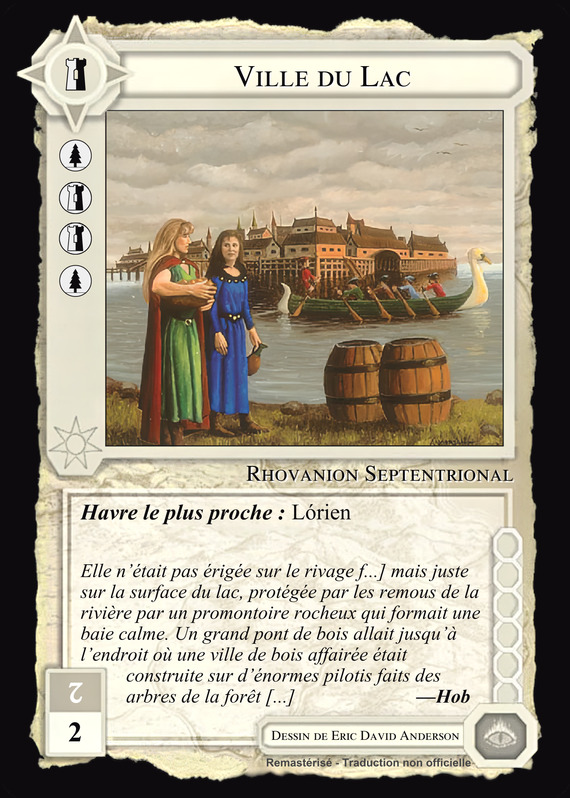 VILLE DU LAC
RHOVANION SEPTENTRIONAL
Havre le plus proche : Lórien
Elle n'était pas érigée sur le rivage f...] mais juste
sur la surface du lac, protégée par les remous de la
rivière par un promontoire rocheux qui formait une
baie calme. Un grand pont de bois allait jusqu'à
l'endroit où une ville de bois affairée était
construite sur d'énormes pilotis faits des
arbres de la forêt [...] —Hob
2
2
DESSIN DE ERIC DAVID ANDERSON
Remastérisé - Traduction non officielle